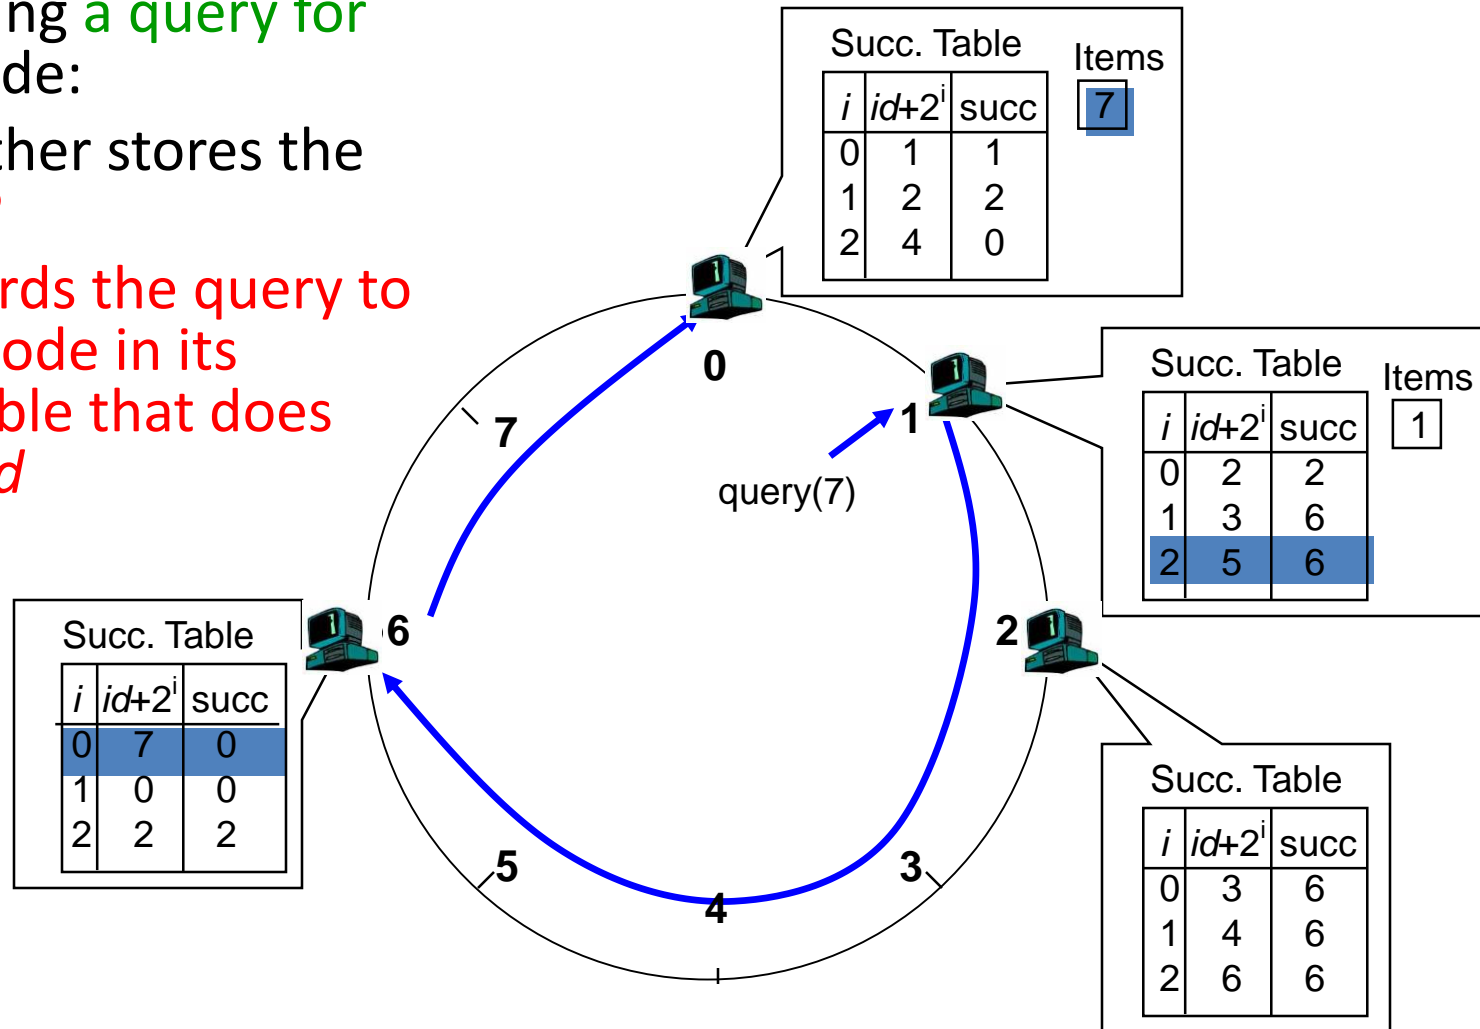 ng a query for
de:
ther stores the
rds the query to
ode in its
ble that does
d
Succ. Table
Items
i id+2^i succ
7
0 1 1
1 2 2
2 4 0
Succ. Table
Items
i id+2^i succ
1
0 2 2
1 3 6
2 5 6
0
1
7
query(7)
6
2
5
3
4
Succ. Table
i id+2^i succ
0 7 0
1 0 0
2 2 2
Succ. Table
i id+2^i succ
0 3 6
1 4 6
2 6 6